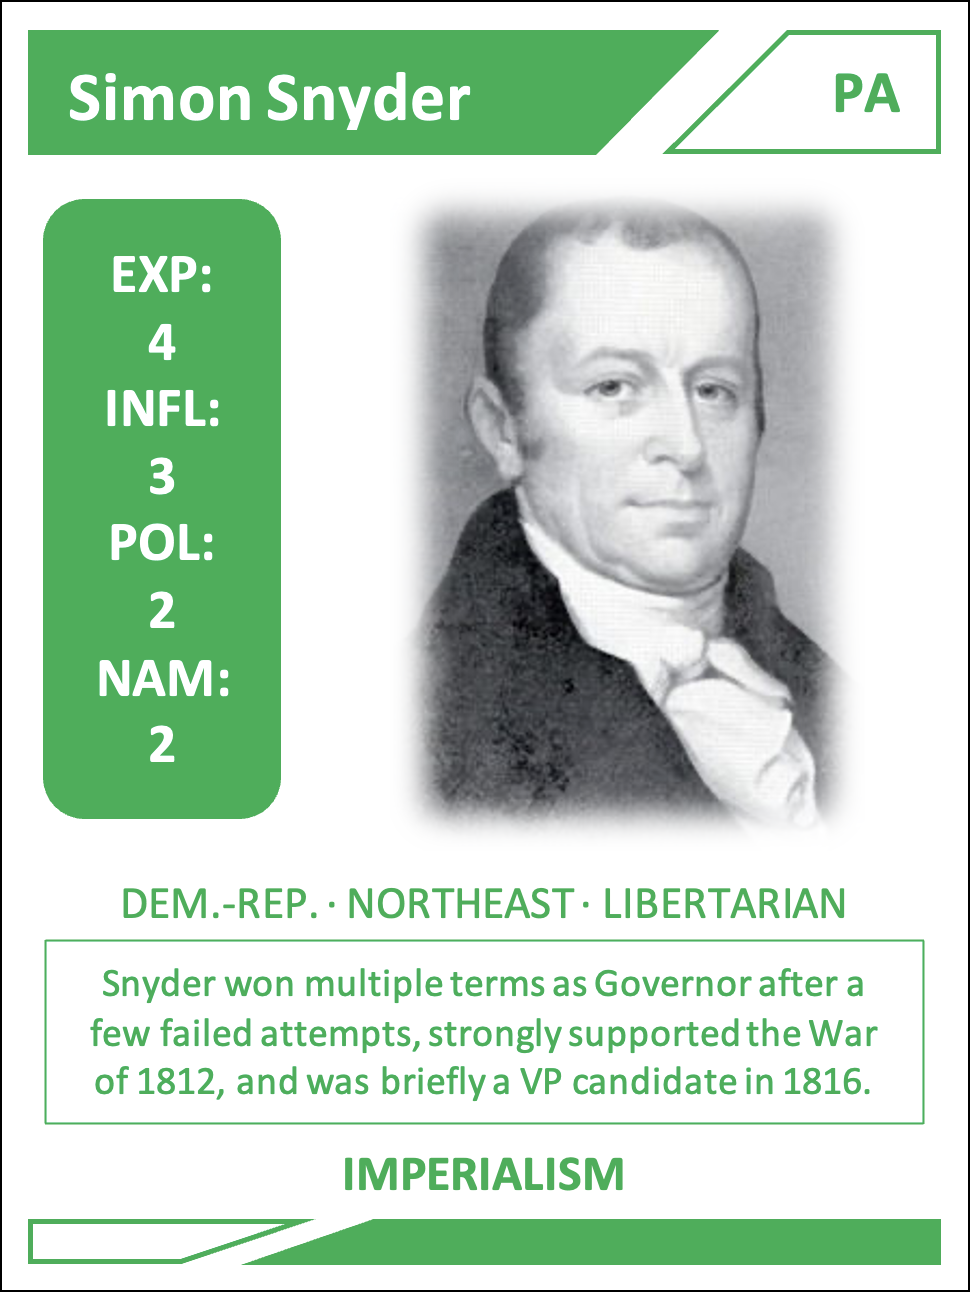 Simon Snyder
PA
EXP:
4
INFL:
3
POL:
2
NAM:
2
DEM.-REP. · NORTHEAST · LIBERTARIAN
Snyder won multiple terms as Governor after a
few failed attempts, strongly supported the War
of 1812, and was briefly a VP candidate in 1816.
IMPERIALISM